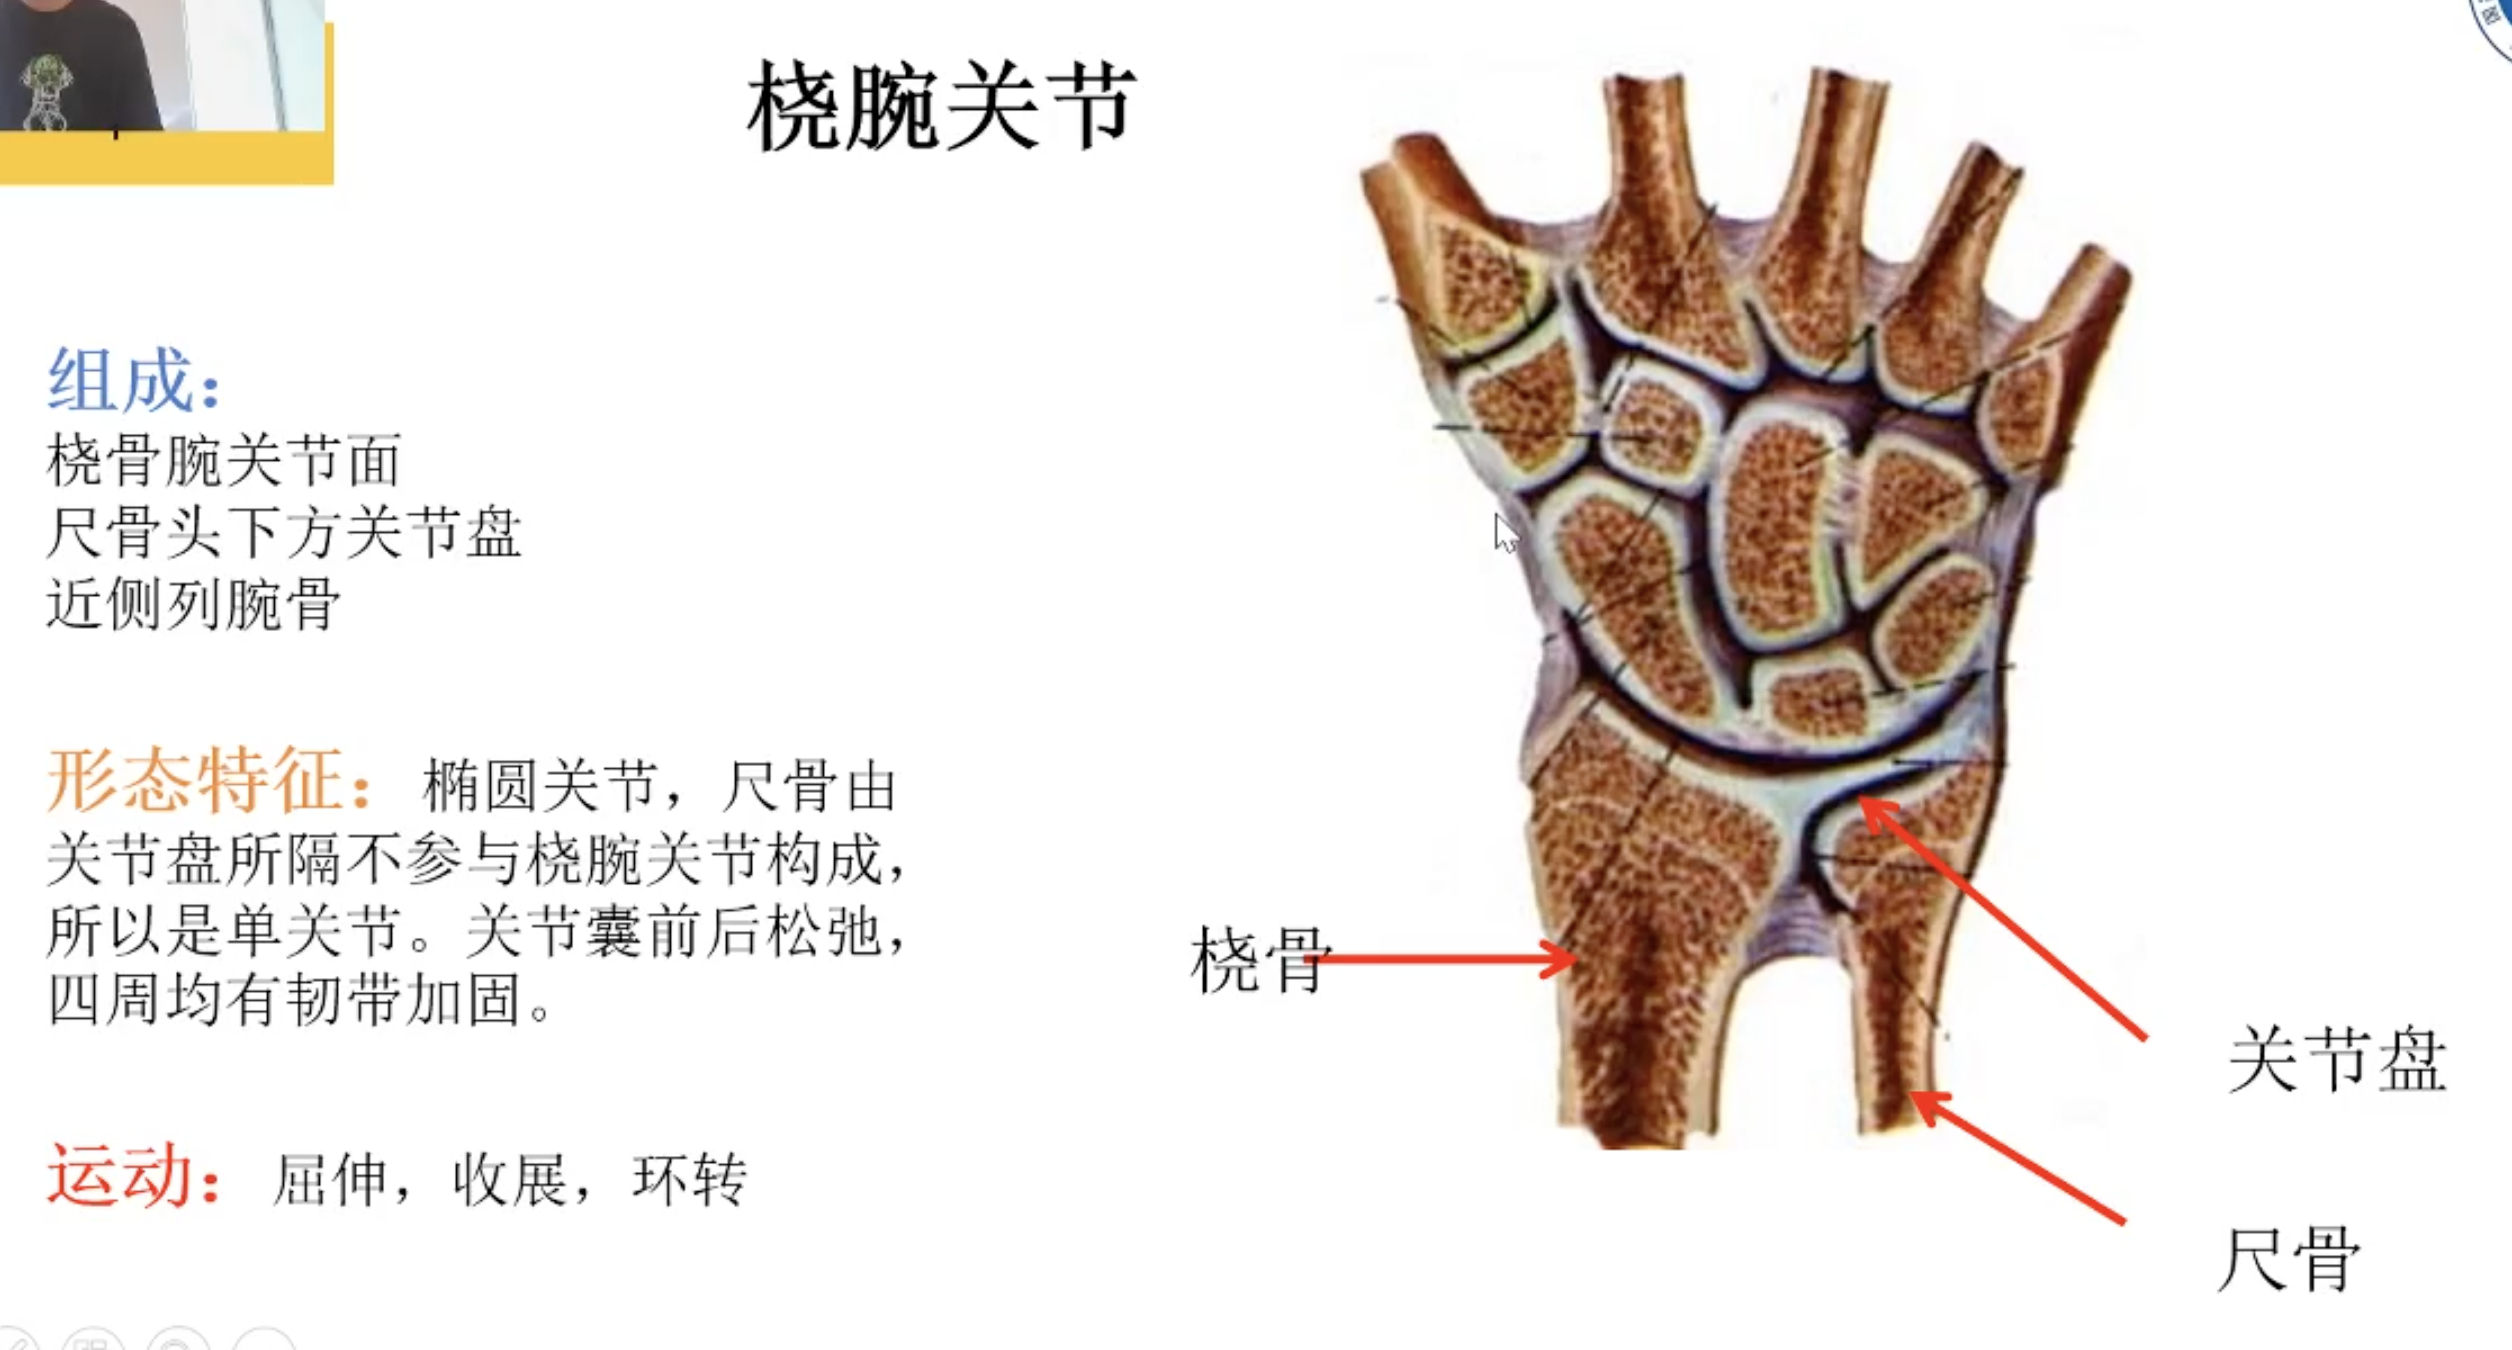 桡腕关节
组成：
桡骨腕关节面
尺骨头下方关节盘
近侧列腕骨
形态特征：椭圆关节，尺骨由
关节盘所隔不参与桡腕关节构成，
所以是单关节。关节囊前后松弛，
四周均有韧带加固。
运动：屈伸，收展，环转
桡骨
关节盘
尺骨